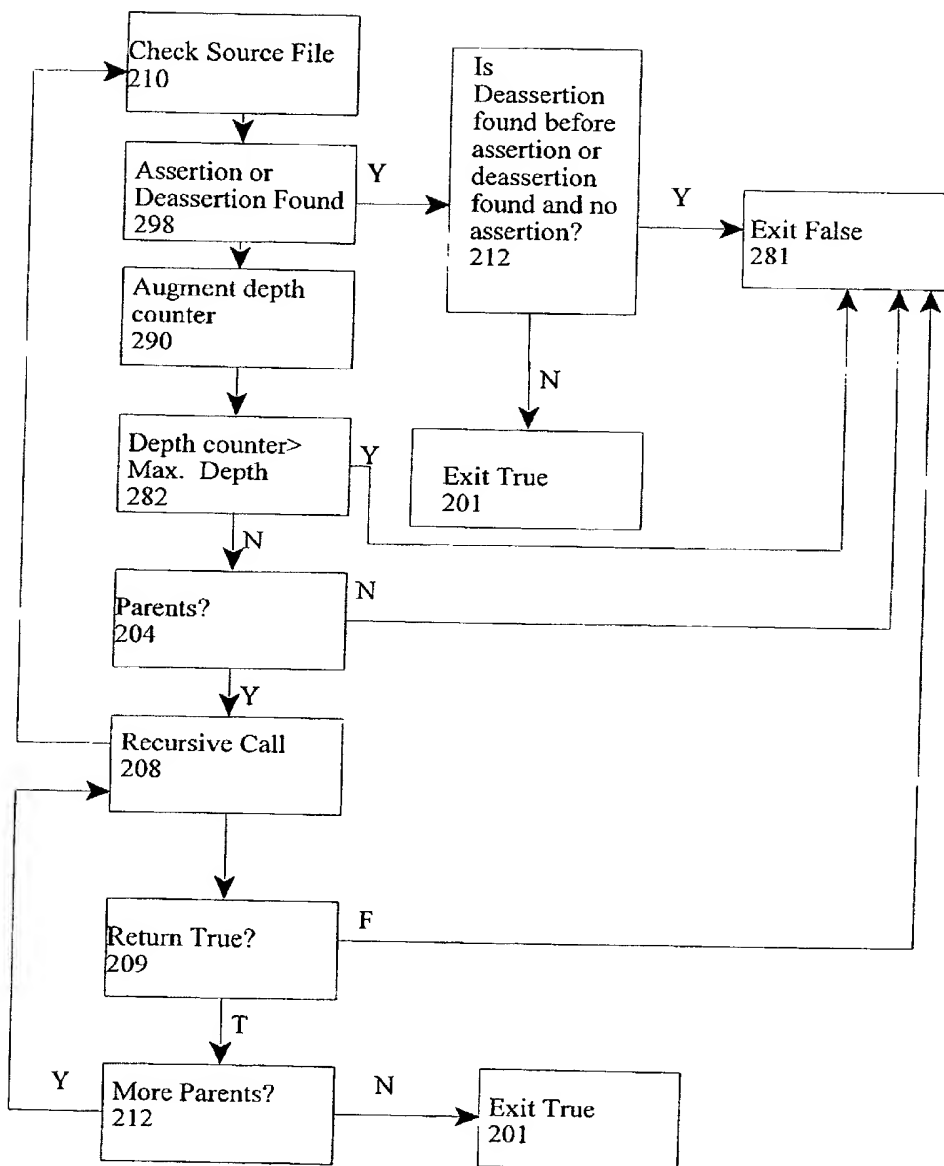 Check Source File
210
Is
Deassertion
found before
assertion or
deassertion
found and no
assertion?
212
Assertion or
Deassertion Found
298
Y
Y
Exit False
281
Augment depth
counter
290
N
Depth counter>
Max. Depth
282
Y
Exit True
201
N
Parents?
204
N
Y
Recursive Call
208
Return True?
209
F
T
Y
More Parents?
212
N
Exit True
201